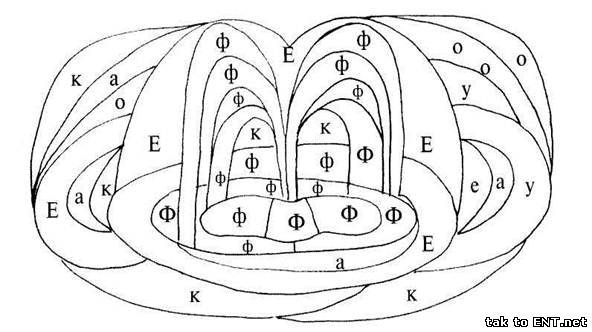 ф Е ф о о
к а ф ф о
о ф ф у
Е к к Е
ф ф Ф
а к ф ф ф е а у
Е Ф ф Ф Ф Ф
ф Е
а
к к
tak to ENT.net